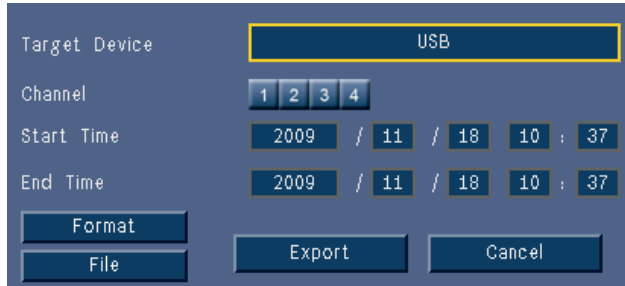 Target Device USB
Channel 1 2 3 4
Start Time 2009 / 11 / 18 10 : 37
End Time 2009 / 11 / 18 10 : 37
Format
File
Export Cancel